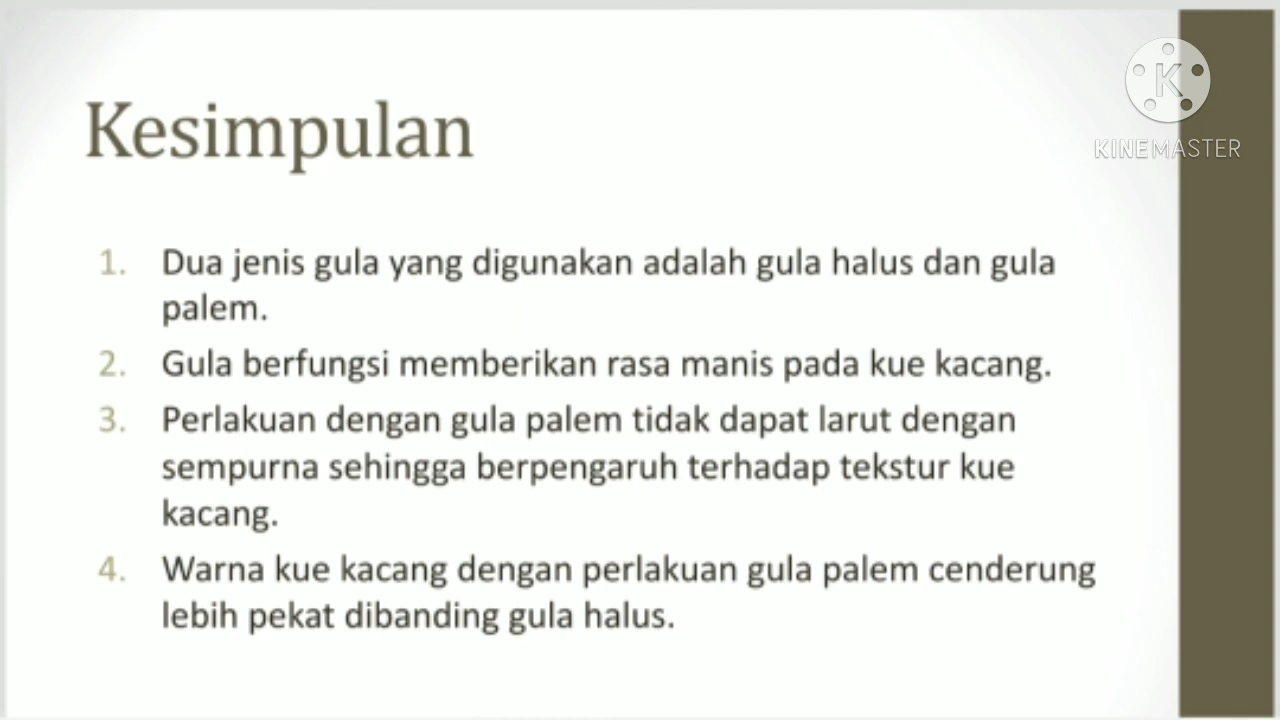 Kesimpulan
K
KINEMASTER
1. Dua jenis gula yang digunakan adalah gula halus dan gula
palem.
2. Gula berfungsi memberikan rasa manis pada kue kacang.
3. Perlakuan dengan gula palem tidak dapat larut dengan
sempurna sehingga berpengaruh terhadap tekstur kue
kacang.
4. Warna kue kacang dengan perlakuan gula palem cenderung
lebih pekat dibanding gula halus.